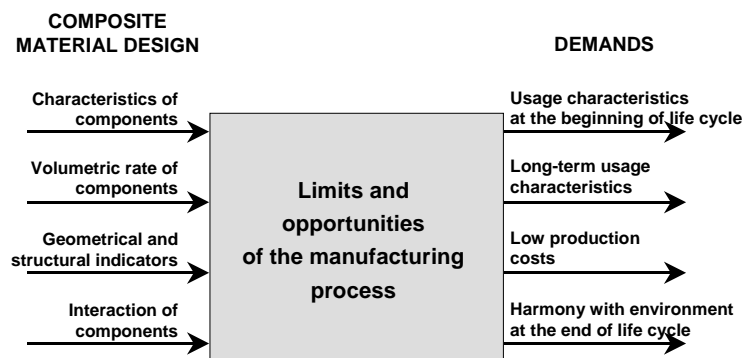 COMPOSITE
MATERIAL DESIGN
DEMANDS
Characteristics of
components
Volumetric rate of
components
Geometrical and
structural indicators
Interaction of
components
Limits and
opportunities
of the manufacturing
process
Usage characteristics
at the beginning of life cycle
Long-term usage
characteristics
Low production
costs
Harmony with environment
at the end of life cycle